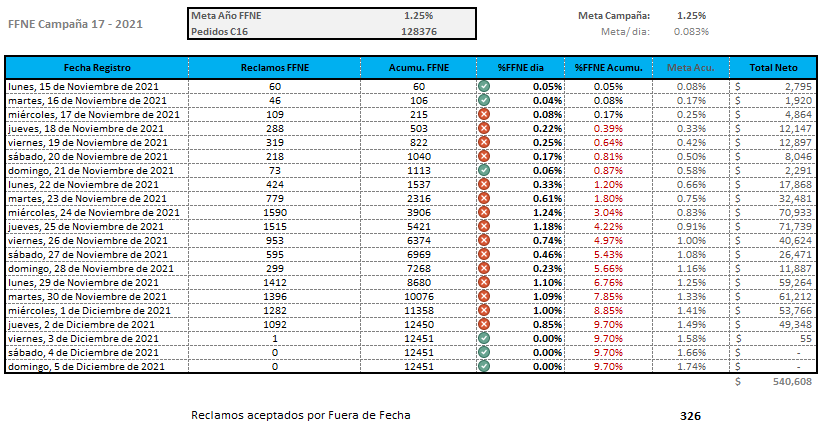 FFNE Campaña 17 - 2021
Meta Año FFNE 1.25%
Pedidos C16 128376
Meta Campaña: 1.25%
Meta/ dia: 0.083%
Fecha Registro Reclamos FFNE Acumu. FFNE %FFNE dia %FFNE Acumu. Meta Acu. Total Neto
lunes, 15 de Noviembre de 2021 60 60 0.05% 0.05% 0.08% $ 2,795
martes, 16 de Noviembre de 2021 46 106 0.04% 0.08% 0.17% $ 1,920
miércoles, 17 de Noviembre de 2021 109 215 0.08% 0.17% 0.25% $ 4,864
jueves, 18 de Noviembre de 2021 288 503 0.22% 0.39% 0.33% $ 12,147
viernes, 19 de Noviembre de 2021 319 822 0.25% 0.64% 0.42% $ 12,897
sábado, 20 de Noviembre de 2021 218 1040 0.17% 0.81% 0.50% $ 8,046
domingo, 21 de Noviembre de 2021 73 1113 0.06% 0.87% 0.58% $ 2,291
lunes, 22 de Noviembre de 2021 424 1537 0.33% 1.20% 0.66% $ 17,868
martes, 23 de Noviembre de 2021 779 2316 0.61% 1.80% 0.75% $ 32,481
miércoles, 24 de Noviembre de 2021 1590 3906 1.24% 3.04% 0.83% $ 70,933
jueves, 25 de Noviembre de 2021 1515 5421 1.18% 4.22% 0.91% $ 71,739
viernes, 26 de Noviembre de 2021 953 6374 0.74% 4.97% 1.00% $ 40,624
sábado, 27 de Noviembre de 2021 595 6969 0.46% 5.43% 1.08% $ 26,471
domingo, 28 de Noviembre de 2021 299 7268 0.23% 5.66% 1.16% $ 11,887
lunes, 29 de Noviembre de 2021 1412 8680 1.10% 6.76% 1.25% $ 59,264
martes, 30 de Noviembre de 2021 1396 10076 1.09% 7.85% 1.33% $ 61,212
miércoles, 1 de Diciembre de 2021 1282 11358 1.00% 8.85% 1.41% $ 53,766
jueves, 2 de Diciembre de 2021 1092 12450 0.85% 9.70% 1.49% $ 49,348
viernes, 3 de Diciembre de 2021 1 12451 0.00% 9.70% 1.58% $ 55
sábado, 4 de Diciembre de 2021 0 12451 0.00% 9.70% 1.66% $ -
domingo, 5 de Diciembre de 2021 0 12451 0.00% 9.70% 1.74% $ -
$ 540,608
Reclamos aceptados por Fuera de Fecha 326